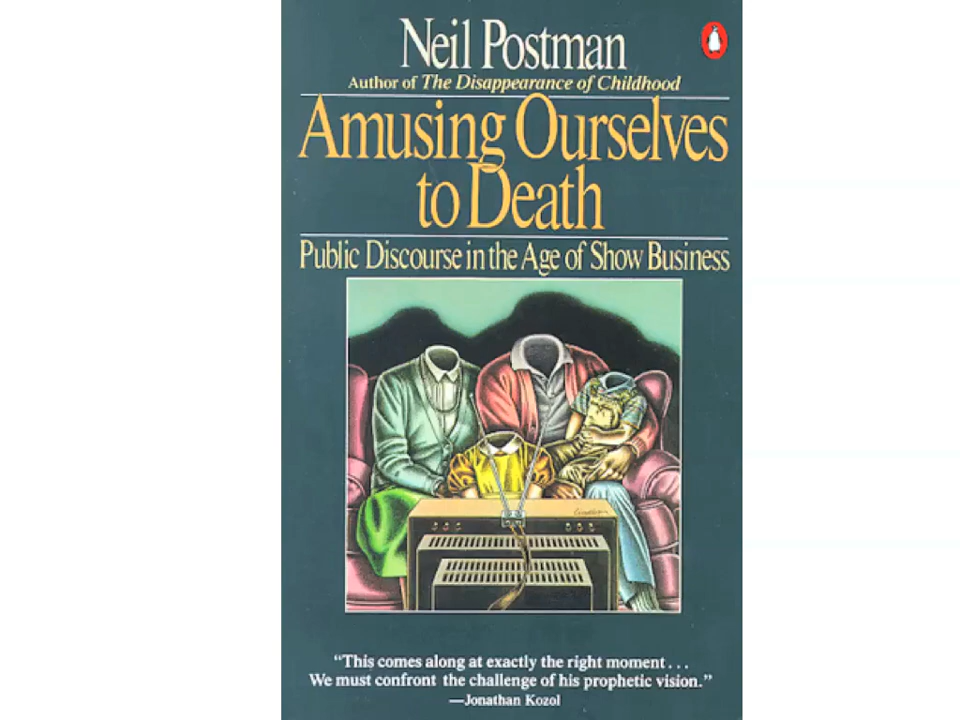 Neil Postman
Author of The Disappearance of Childhood
Amusing Ourselves
to Death
Public Discourse in the Age of Show Business
“This comes along at exactly the right moment . . .
We must confront the challenge of his prophetic vision.”
—Jonathan Kozol